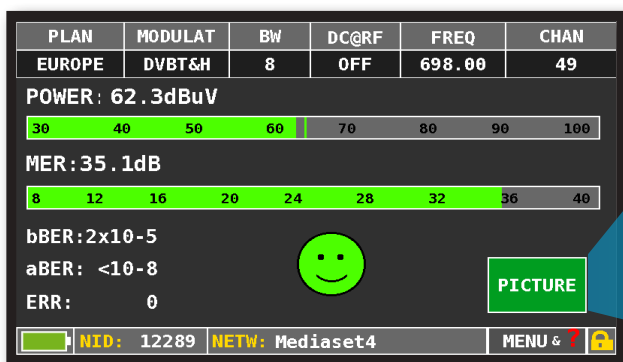 PLAN MODULAT BW DC@RF FREQ CHAN
EUROPE DVBT&H 8 OFF 698.00 49
POWER: 62.3dBuV
30 40 50 60 70 80 90 100
MER:35.1dB
8 12 16 20 24 28 32 36 40
bBER:2x10-5
aBER: <10-8
PICTURE
ERR: 0
NID: 12289 NETW: Mediaset4 MENU & ?